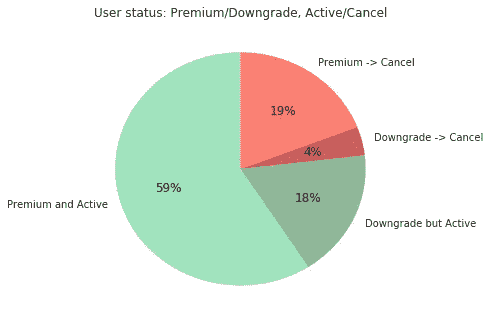 User status: Premium/Downgrade, Active/Cancel
Premium -> Cancel
19%
Downgrade -> Cancel
4%
59%
18%
Premium and Active
Downgrade but Active